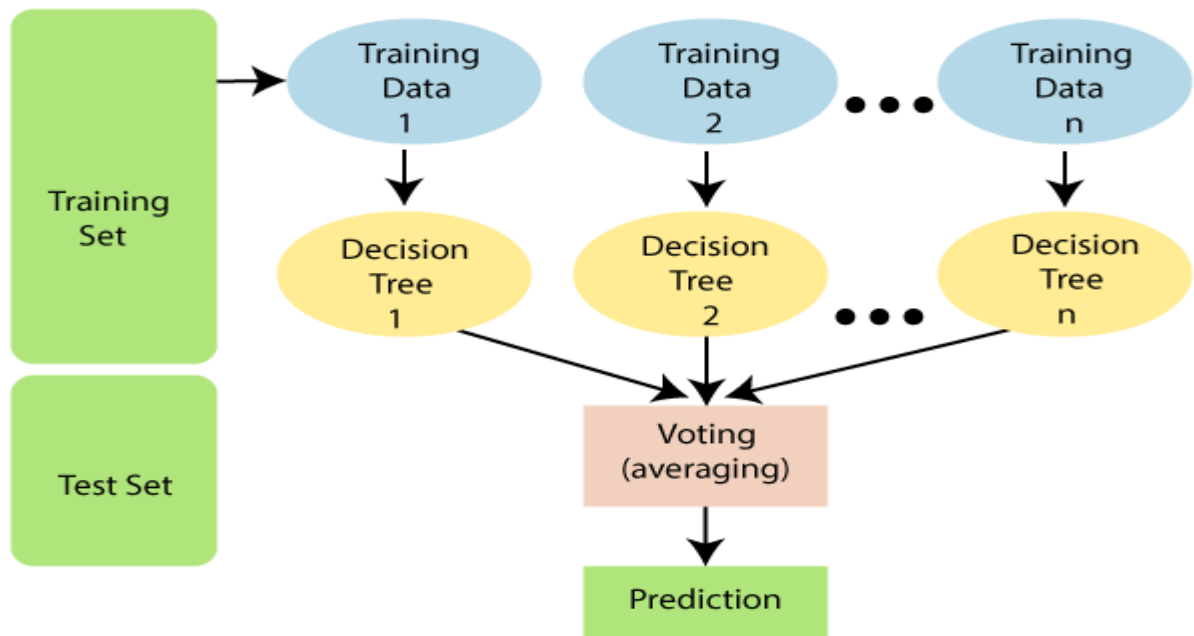 Training
Set
Test Set
Training
Data
1
Training
Data
2
Training
Data
n
Decision
Tree
1
Decision
Tree
2
Decision
Tree
n
Voting
(averaging)
Prediction